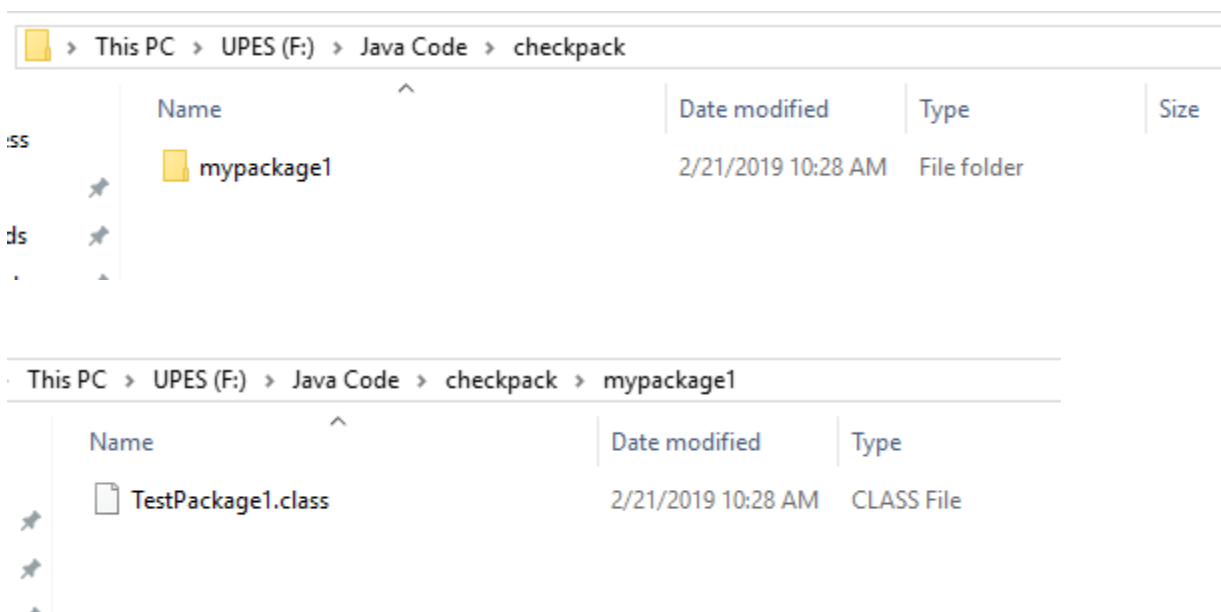 > This PC > UPES (F:) > Java Code > checkpack
Name Date modified Type Size
ss
mypackage1 2/21/2019 10:28 AM File folder
ds
This PC > UPES (F:) > Java Code > checkpack > mypackage1
Name Date modified Type
TestPackage1.class 2/21/2019 10:28 AM CLASS File